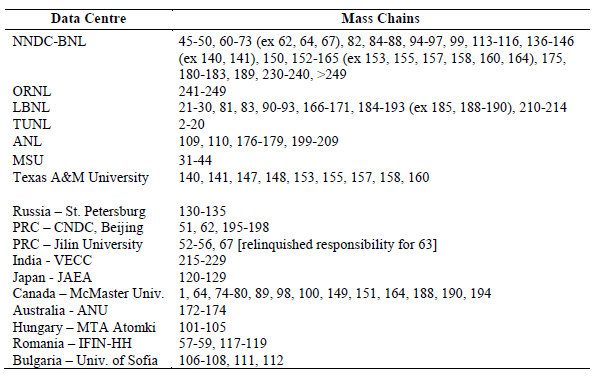 Data Centre Mass Chains
NNDC-BNL 45-50, 60-73 (ex 62, 64, 67), 82, 84-88, 94-97, 99, 113-116, 136-146
(ex 140, 141), 150, 152-165 (ex 153, 155, 157, 158, 160, 164), 175,
180-183, 189, 230-240, >249
ORNL 241-249
LBNL 21-30, 81, 83, 90-93, 166-171, 184-193 (ex 185, 188-190), 210-214
TUNL 2-20
ANL 109, 110, 176-179, 199-209
MSU 31-44
Texas A&M University 140, 141, 147, 148, 153, 155, 157, 158, 160
Russia – St. Petersburg 130-135
PRC – CNDC, Beijing 51, 62, 195-198
PRC – Jilin University 52-56, 67 [relinquished responsibility for 63]
India - VECC 215-229
Japan - JAEA 120-129
Canada – McMaster Univ. 1, 64, 74-80, 89, 98, 100, 149, 151, 164, 188, 190, 194
Australia - ANU 172-174
Hungary – MTA Atomki 101-105
Romania – IFIN-HH 57-59, 117-119
Bulgaria – Univ. of Sofia 106-108, 111, 112